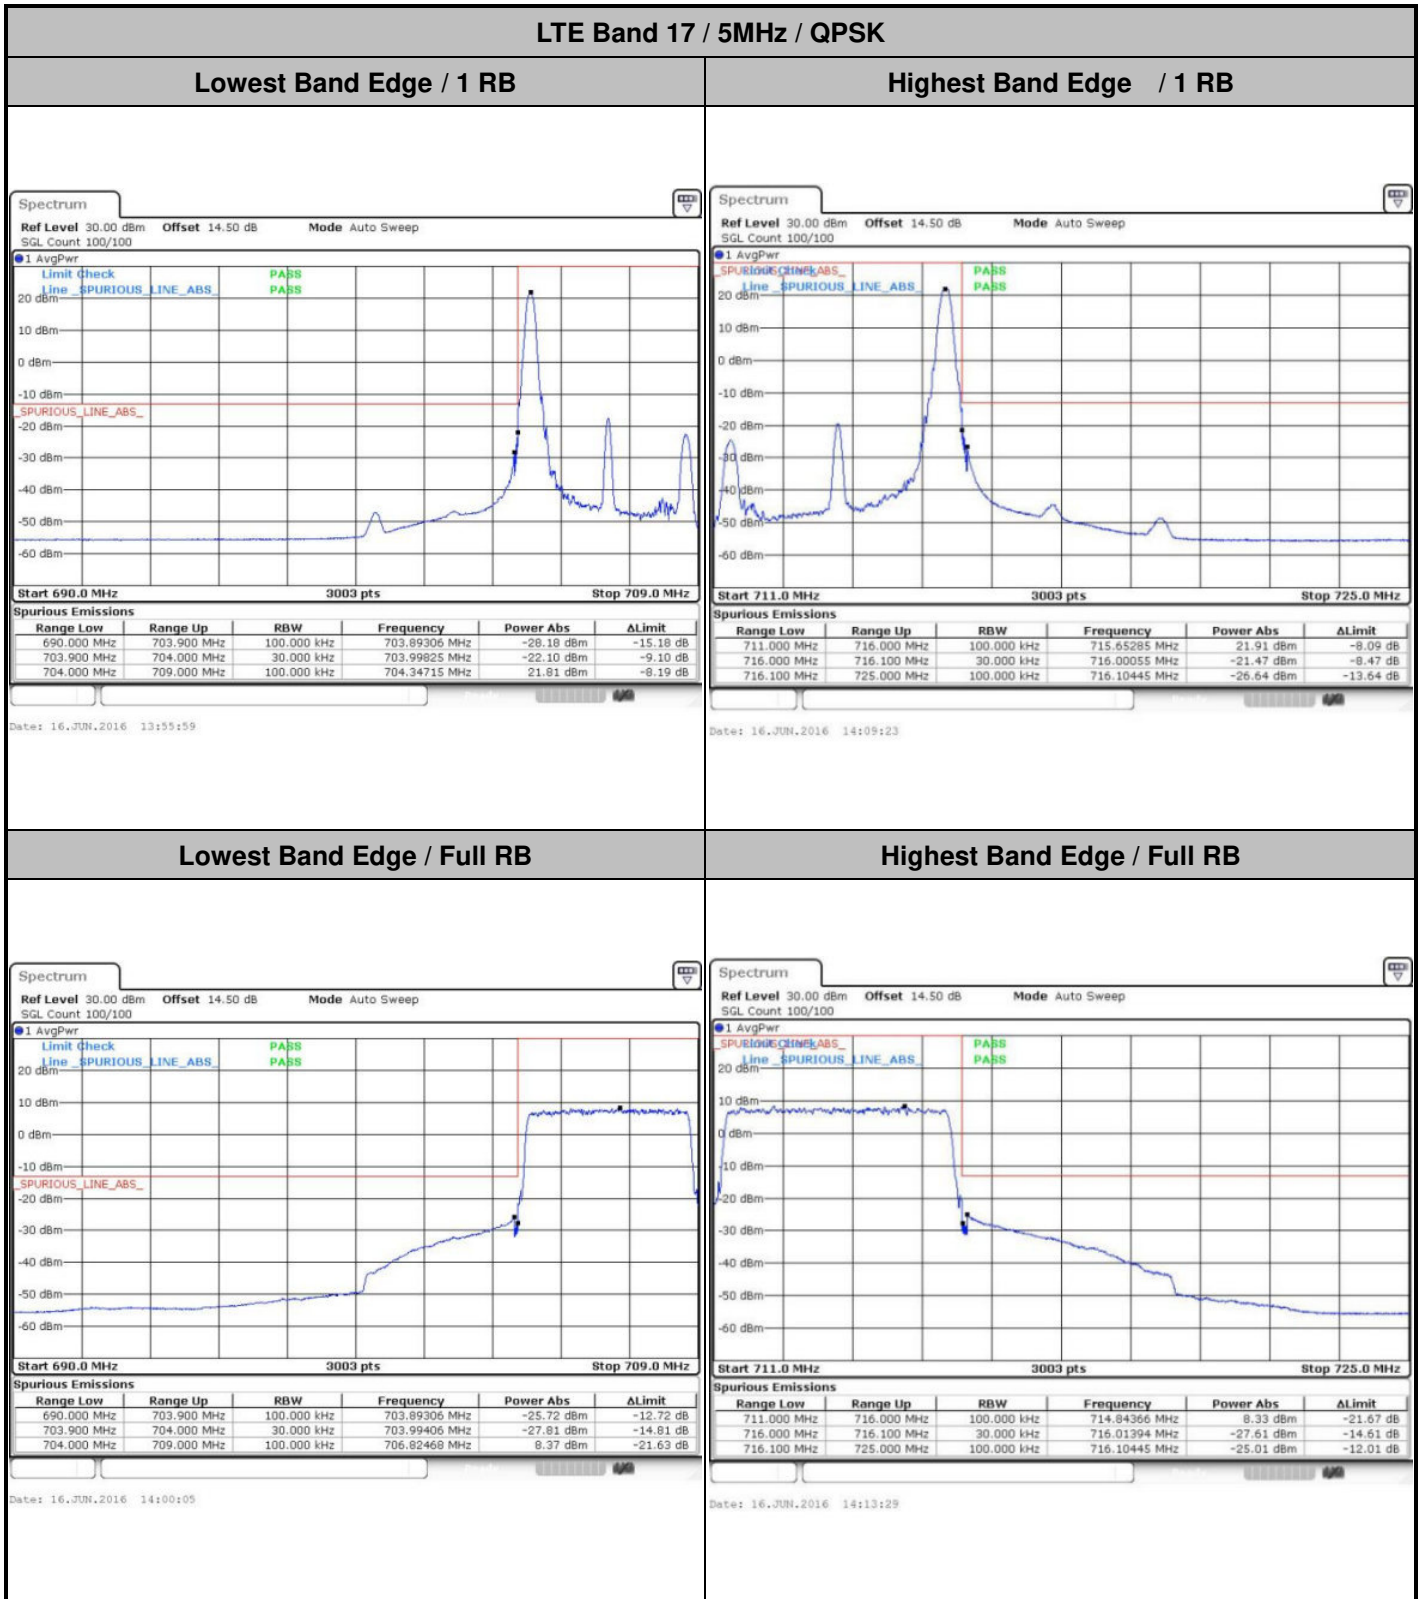 LTE Band 17 / 5MHz / QPSK
Lowest Band Edge / 1 RB
Highest Band Edge / 1 RB
Spectrum
Ref Level 30.00 dBm Offset 14.50 dB Mode Auto Sweep
SGL Count 100/100
1 AvgPwr
Limit Check PASS
Line _SPURIOUS_LINE_ABS_ PASS
20 dBm
10 dBm
0 dBm
-10 dBm
_SPURIOUS_LINE_ABS_
-20 dBm
-30 dBm
-40 dBm
-50 dBm
-60 dBm
Start 690.0 MHz 3003 pts Stop 709.0 MHz
Spurious Emissions
Range Low Range Up RBW Frequency Power Abs ΔLimit
690.000 MHz 703.900 MHz 100.000 kHz 703.89306 MHz -28.18 dBm -15.18 dB
703.900 MHz 704.000 MHz 30.000 kHz 703.99825 MHz -22.10 dBm -9.10 dB
704.000 MHz 709.000 MHz 100.000 kHz 704.34715 MHz 21.81 dBm -8.19 dB
Date: 16.JUN.2016 13:55:59
Spectrum
Ref Level 30.00 dBm Offset 14.50 dB Mode Auto Sweep
SGL Count 100/100
1 AvgPwr
_SPURIOUS_LINE_ABS_
Limit Check PASS
Line _SPURIOUS_LINE_ABS_ PASS
20 dBm
10 dBm
0 dBm
-10 dBm
-20 dBm
-30 dBm
-40 dBm
-50 dBm
-60 dBm
Start 711.0 MHz 3003 pts Stop 725.0 MHz
Spurious Emissions
Range Low Range Up RBW Frequency Power Abs ΔLimit
711.000 MHz 716.000 MHz 100.000 kHz 715.65285 MHz 21.91 dBm -8.09 dB
716.000 MHz 716.100 MHz 30.000 kHz 716.00055 MHz -21.47 dBm -8.47 dB
716.100 MHz 725.000 MHz 100.000 kHz 716.10445 MHz -26.64 dBm -13.64 dB
Date: 16.JUN.2016 14:09:23
Lowest Band Edge / Full RB
Highest Band Edge / Full RB
Spectrum
Ref Level 30.00 dBm Offset 14.50 dB Mode Auto Sweep
SGL Count 100/100
1 AvgPwr
Limit Check PASS
Line _SPURIOUS_LINE_ABS_ PASS
20 dBm
10 dBm
0 dBm
-10 dBm
_SPURIOUS_LINE_ABS_
-20 dBm
-30 dBm
-40 dBm
-50 dBm
-60 dBm
Start 690.0 MHz 3003 pts Stop 709.0 MHz
Spurious Emissions
Range Low Range Up RBW Frequency Power Abs ΔLimit
690.000 MHz 703.900 MHz 100.000 kHz 703.89306 MHz -25.72 dBm -12.72 dB
703.900 MHz 704.000 MHz 30.000 kHz 703.99406 MHz -27.81 dBm -14.81 dB
704.000 MHz 709.000 MHz 100.000 kHz 706.82468 MHz 8.37 dBm -21.63 dB
Date: 16.JUN.2016 14:00:05
Spectrum
Ref Level 30.00 dBm Offset 14.50 dB Mode Auto Sweep
SGL Count 100/100
1 AvgPwr
_SPURIOUS_LINE_ABS_
Limit Check PASS
Line _SPURIOUS_LINE_ABS_ PASS
20 dBm
10 dBm
0 dBm
-10 dBm
-20 dBm
-30 dBm
-40 dBm
-50 dBm
-60 dBm
Start 711.0 MHz 3003 pts Stop 725.0 MHz
Spurious Emissions
Range Low Range Up RBW Frequency Power Abs ΔLimit
711.000 MHz 716.000 MHz 100.000 kHz 714.84366 MHz 8.33 dBm -21.67 dB
716.000 MHz 716.100 MHz 30.000 kHz 716.01394 MHz -27.61 dBm -14.61 dB
716.100 MHz 725.000 MHz 100.000 kHz 716.10445 MHz -25.01 dBm -12.01 dB
Date: 16.JUN.2016 14:13:29